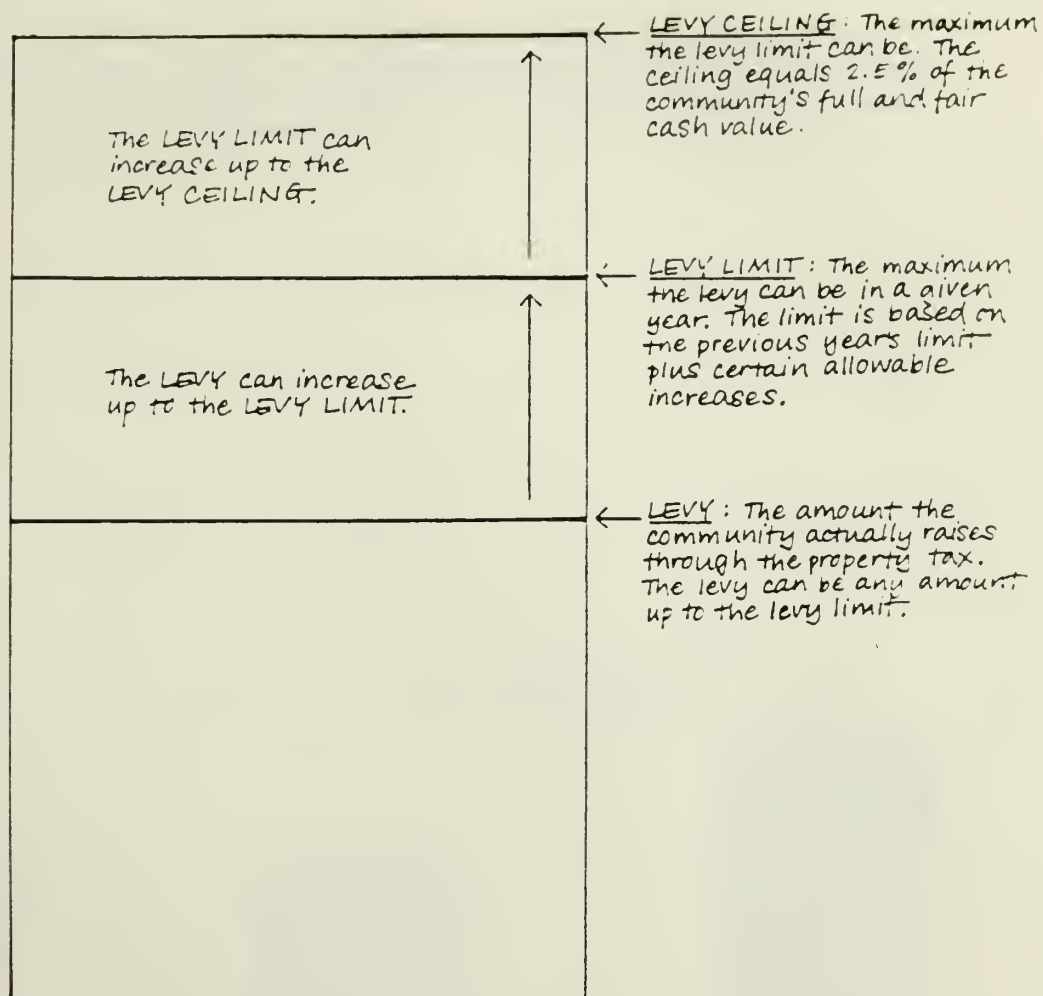 LEVY CEILING: The maximum
the levy limit can be. The
ceiling equals 2.5% of the
community's full and fair
cash value.
The LEVY LIMIT can
increase up to the
LEVY CEILING.
LEVY LIMIT: The maximum
the levy can be in a given
year. The limit is based on
the previous years limit
plus certain allowable
increases.
The LEVY can increase
up to the LEVY LIMIT.
LEVY: The amount the
community actually raises
through the property tax.
The levy can be any amount
up to the levy limit.